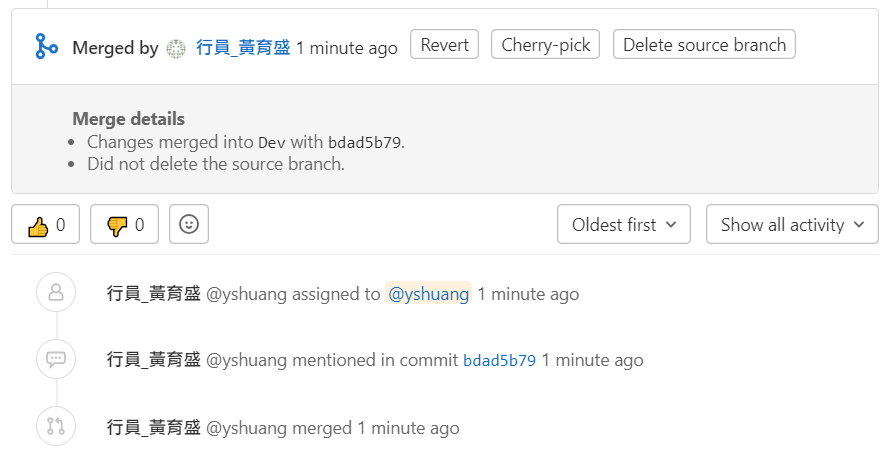 Merged by 行員_黃育盛 1 minute ago Revert Cherry-pick Delete source branch
Merge details
Changes merged into Dev with bdad5b79.
Did not delete the source branch.
👍 0 👎 0 Oldest first Show all activity
行員_黃育盛 @yshuang assigned to @yshuang 1 minute ago
行員_黃育盛 @yshuang mentioned in commit bdad5b79 1 minute ago
行員_黃育盛 @yshuang merged 1 minute ago